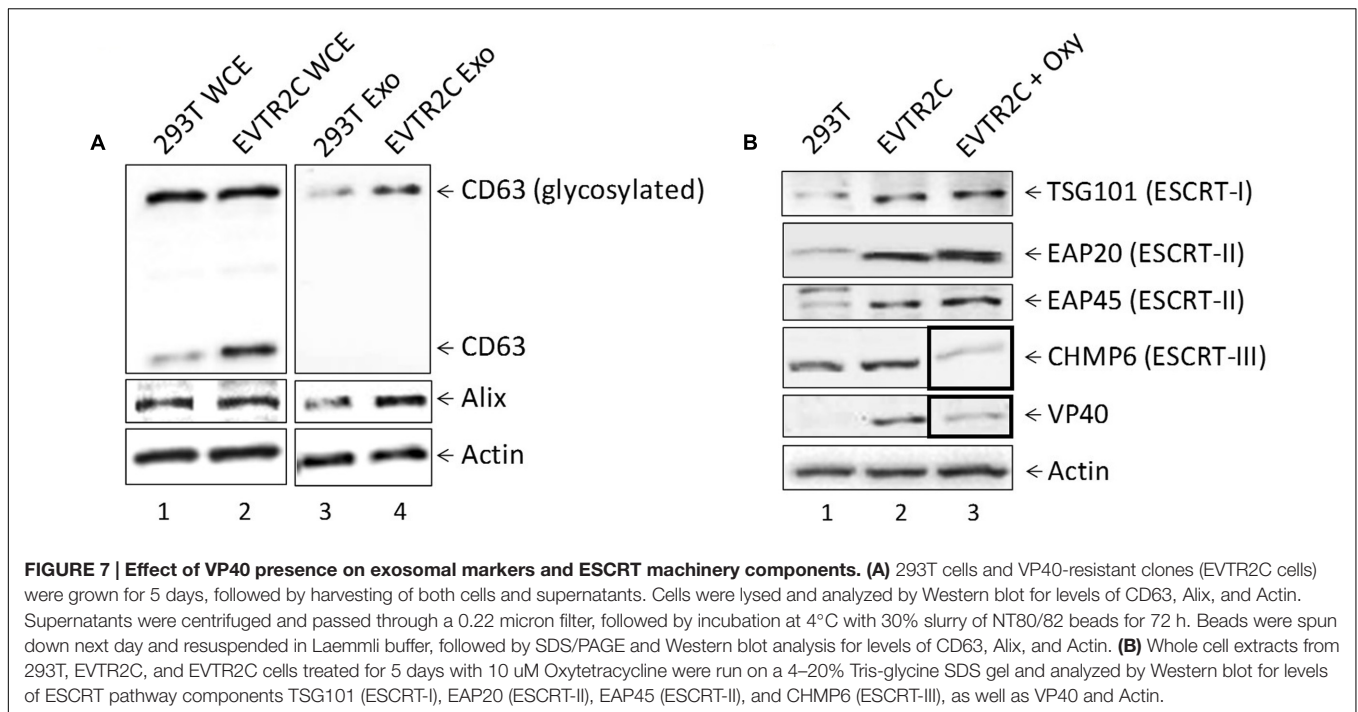 A
293T WCE
EVTR2C WCE
293T Exo
EVTR2C Exo
← CD63 (glycosylated)
← CD63
← Alix
← Actin
1 2 3 4
B
293T
EVTR2C
EVTR2C + Oxy
← TSG101 (ESCRT-I)
← EAP20 (ESCRT-II)
← EAP45 (ESCRT-II)
← CHMP6 (ESCRT-III)
← VP40
← Actin
1 2 3
FIGURE 7 | Effect of VP40 presence on exosomal markers and ESCRT machinery components. (A) 293T cells and VP40-resistant clones (EVTR2C cells)
were grown for 5 days, followed by harvesting of both cells and supernatants. Cells were lysed and analyzed by Western blot for levels of CD63, Alix, and Actin.
Supernatants were centrifuged and passed through a 0.22 micron filter, followed by incubation at 4°C with 30% slurry of NT80/82 beads for 72 h. Beads were spun
down next day and resuspended in Laemmli buffer, followed by SDS/PAGE and Western blot analysis for levels of CD63, Alix, and Actin. (B) Whole cell extracts from
293T, EVTR2C, and EVTR2C cells treated for 5 days with 10 uM Oxytetracycline were run on a 4–20% Tris-glycine SDS gel and analyzed by Western blot for levels
of ESCRT pathway components TSG101 (ESCRT-I), EAP20 (ESCRT-II), EAP45 (ESCRT-II), and CHMP6 (ESCRT-III), as well as VP40 and Actin.